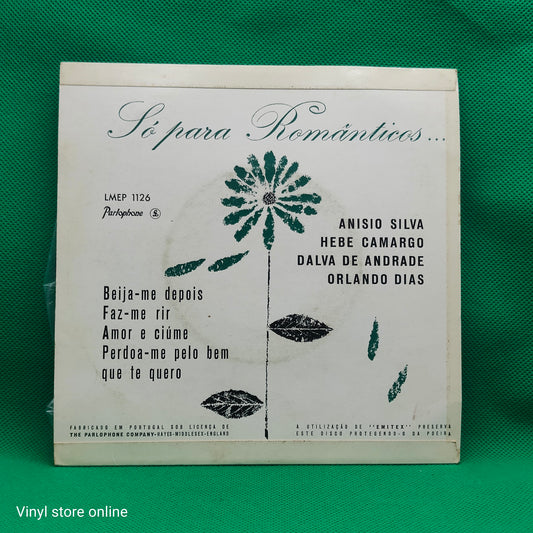 Só para Românticos...
LMEP 1126
Parlophone
ANISIO SILVA
HEBE CAMARGO
DALVA DE ANDRADE
ORLANDO DIAS
Beija-me depois
Faz-me rir
Amor e ciúme
Perdoa-me pelo bem
que te quero
FABRICADO EM PORTUGAL SOB LICENÇA DE
THE PARLOPHONE COMPANY-HAYES-MIDDLESEX-ENGLAND
A UTILIZAÇÃO DE "EMITEX" PRESERVA
ESTE DISCO PROTEGENDO-O DA POEIRA
Vinyl store online